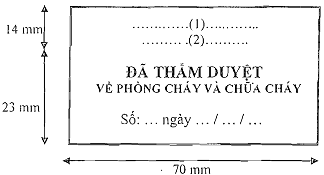 …………(1)…..……..
……… .(2)……….
14 mm
ĐÃ THẨM DUYỆT
VỀ PHÒNG CHÁY VÀ CHỮA CHÁY
23 mm
Số: … ngày … / … / …
70 mm